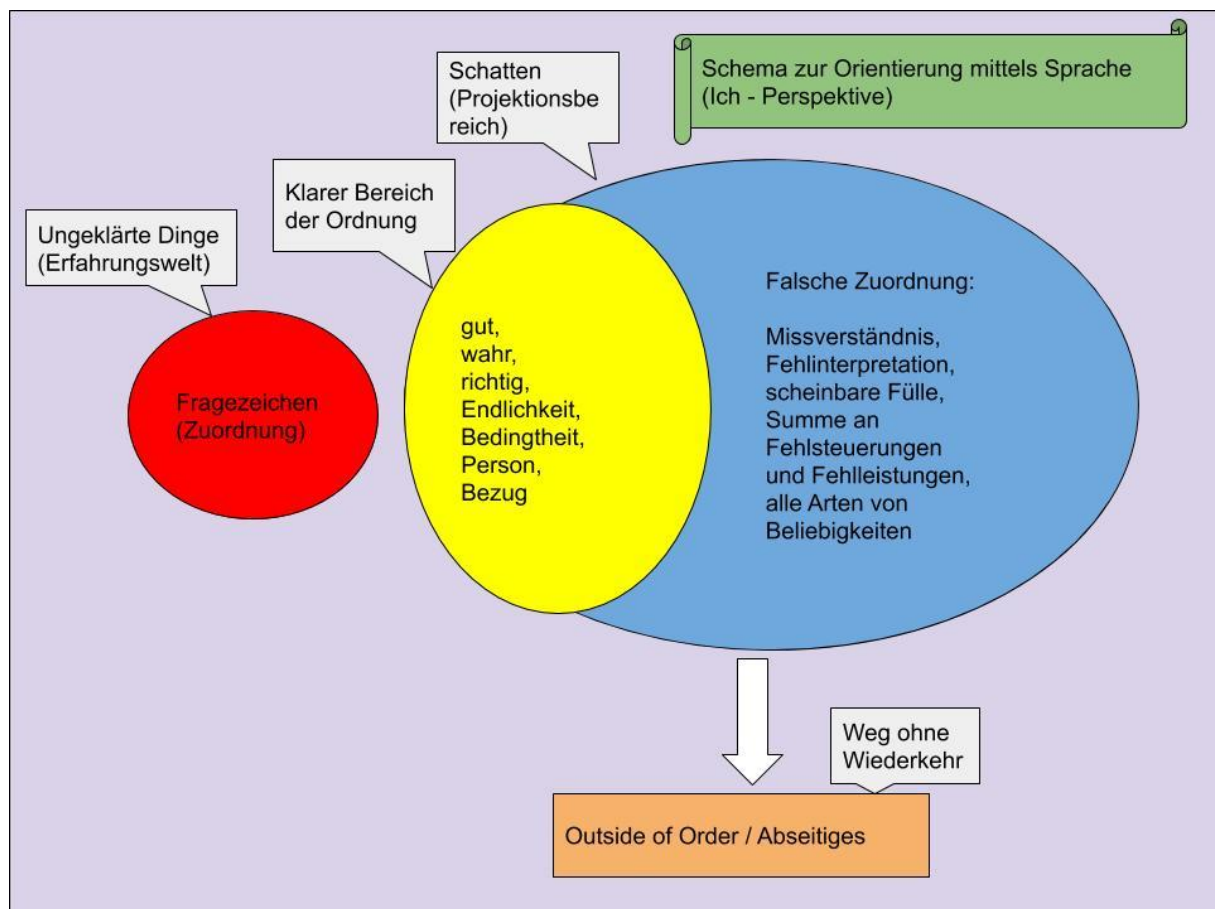 Schema zur Orientierung mittels Sprache
(Ich - Perspektive)
Schatten
(Projektionsbe
reich)
Klarer Bereich
der Ordnung
Ungeklärte Dinge
(Erfahrungswelt)
Fragezeichen
(Zuordnung)
gut,
wahr,
richtig,
Endlichkeit,
Bedingtheit,
Person,
Bezug
Falsche Zuordnung:
Missverständnis,
Fehlinterpretation,
scheinbare Fülle,
Summe an
Fehlsteuerungen
und Fehlleistungen,
alle Arten von
Beliebigkeiten
Weg ohne
Wiederkehr
Outside of Order / Abseitiges